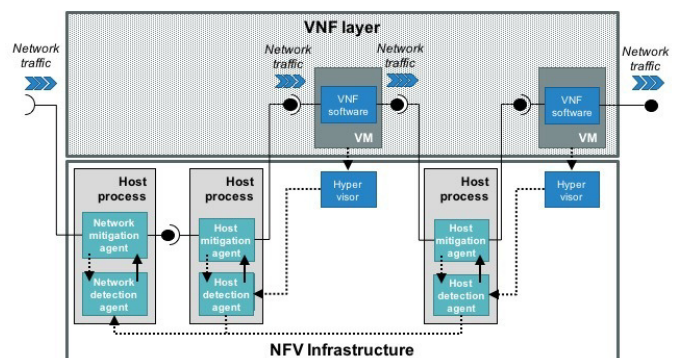 VNF layer
Network
traffic
Network
traffic
Network
traffic
Network
traffic
VNF
software
VM
VNF
software
VM
Host
process
Host
process
Hyper
visor
Host
process
Hyper
visor
Network
mitigation
agent
Host
mitigation
agent
Host
mitigation
agent
Network
detection
agent
Host
detection
agent
Host
detection
agent
NFV Infrastructure